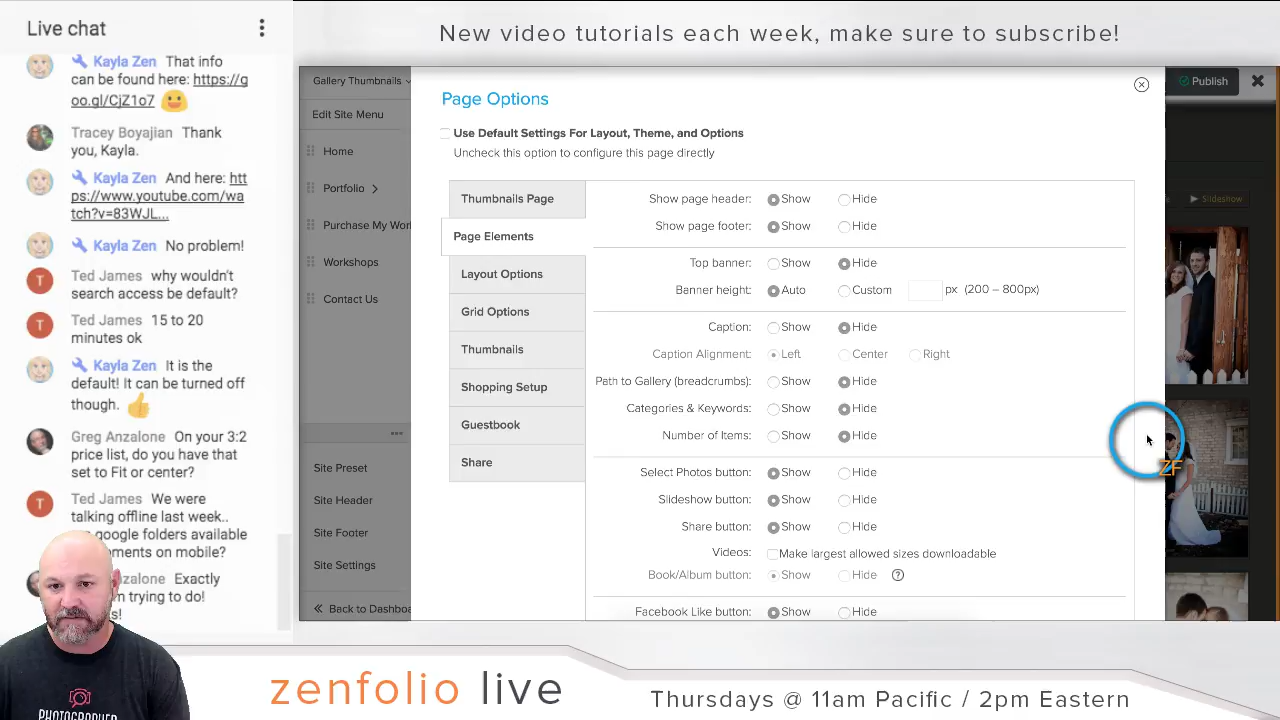 Live chat
New video tutorials each week, make sure to subscribe!
Kayla Zen That info
can be found here: https://g
oo.gl/CjZ1o7
Tracey Boyajian Thank
you, Kayla.
Kayla Zen And here: htt
ps://www.youtube.com/wa
tch?v=83WJL...
Kayla Zen No problem!
T Ted James why wouldn't
search access be default?
T Ted James 15 to 20
minutes ok
Kayla Zen It is the
default! It can be turned off
though.
Greg Anzalone On your 3:2
price list, do you have that
set to Fit or center?
T Ted James We were
talking offline last week..
google folders available
on mobile?
Exactly
trying to do!
Gallery Thumbnails
Edit Site Menu
Home
Portfolio
Purchase My Wor
Workshops
Contact Us
Site Preset
Site Header
Site Footer
Site Settings
Back to Dashboa
Publish
Slideshow
Page Options
Use Default Settings For Layout, Theme, and Options
Uncheck this option to configure this page directly
Thumbnails Page
Page Elements
Layout Options
Grid Options
Thumbnails
Shopping Setup
Guestbook
Share
Show page header: Show Hide
Show page footer: Show Hide
Top banner: Show Hide
Banner height: Auto Custom px (200 – 800px)
Caption: Show Hide
Caption Alignment: Left Center Right
Path to Gallery (breadcrumbs): Show Hide
Categories & Keywords: Show Hide
Number of Items: Show Hide
Select Photos button: Show Hide
Slideshow button: Show Hide
Share button: Show Hide
Videos: Make largest allowed sizes downloadable
Book/Album button: Show Hide ?
Facebook Like button: Show Hide
ZF
PHOTOGRAPHER
zenfolio live
Thursdays @ 11am Pacific / 2pm Eastern